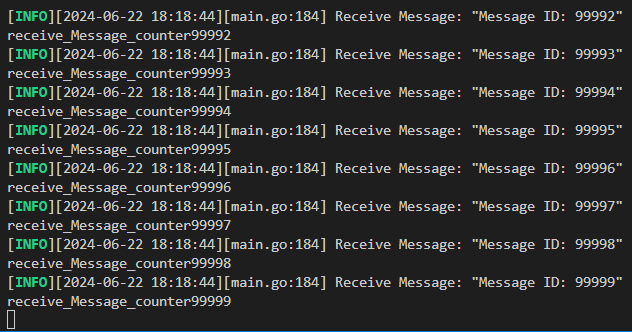 [INFO][2024-06-22 18:18:44][main.go:184] Receive Message: "Message ID: 99992"
receive_Message_counter99992
[INFO][2024-06-22 18:18:44][main.go:184] Receive Message: "Message ID: 99993"
receive_Message_counter99993
[INFO][2024-06-22 18:18:44][main.go:184] Receive Message: "Message ID: 99994"
receive_Message_counter99994
[INFO][2024-06-22 18:18:44][main.go:184] Receive Message: "Message ID: 99995"
receive_Message_counter99995
[INFO][2024-06-22 18:18:44][main.go:184] Receive Message: "Message ID: 99996"
receive_Message_counter99996
[INFO][2024-06-22 18:18:44][main.go:184] Receive Message: "Message ID: 99997"
receive_Message_counter99997
[INFO][2024-06-22 18:18:44][main.go:184] Receive Message: "Message ID: 99998"
receive_Message_counter99998
[INFO][2024-06-22 18:18:44][main.go:184] Receive Message: "Message ID: 99999"
receive_Message_counter99999